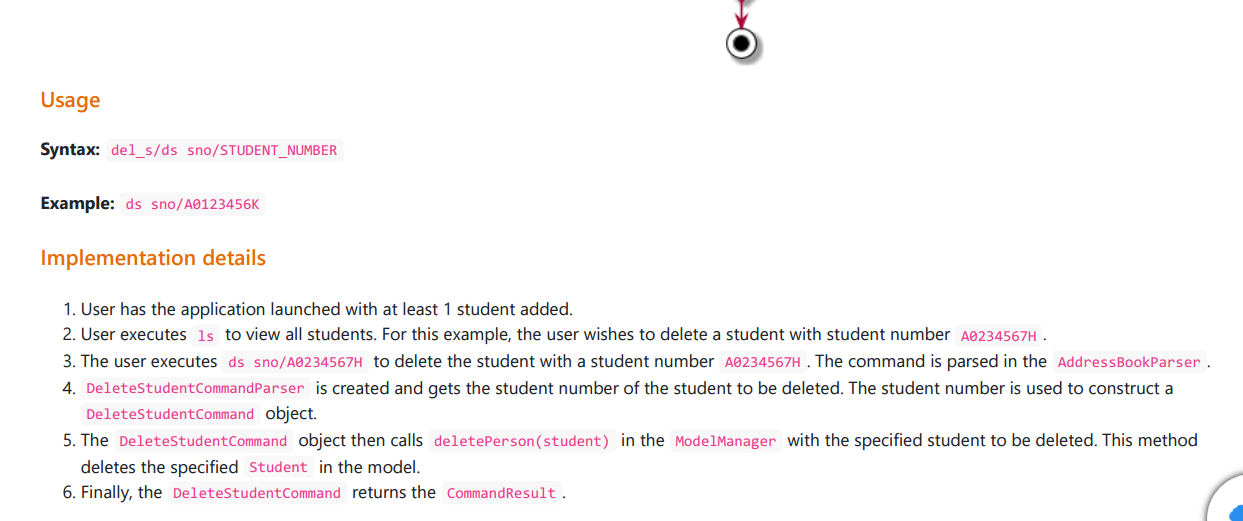 Usage
Syntax: del_s/ds sno/STUDENT_NUMBER
Example: ds sno/A0123456K
Implementation details
1. User has the application launched with at least 1 student added.
2. User executes ls to view all students. For this example, the user wishes to delete a student with student number A0234567H .
3. The user executes ds sno/A0234567H to delete the student with a student number A0234567H . The command is parsed in the AddressBookParser .
4. DeleteStudentCommandParser is created and gets the student number of the student to be deleted. The student number is used to construct a
DeleteStudentCommand object.
5. The DeleteStudentCommand object then calls deletePerson(student) in the ModelManager with the specified student to be deleted. This method
deletes the specified Student in the model.
6. Finally, the DeleteStudentCommand returns the CommandResult .